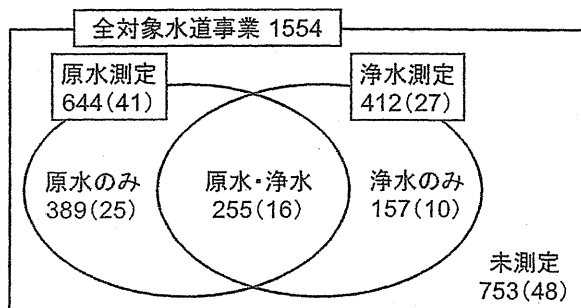 全対象水道事業 1554
原水測定
644(41)
浄水測定
412(27)
原水のみ
389(25)
原水・浄水
255(16)
浄水のみ
157(10)
未測定
753(48)